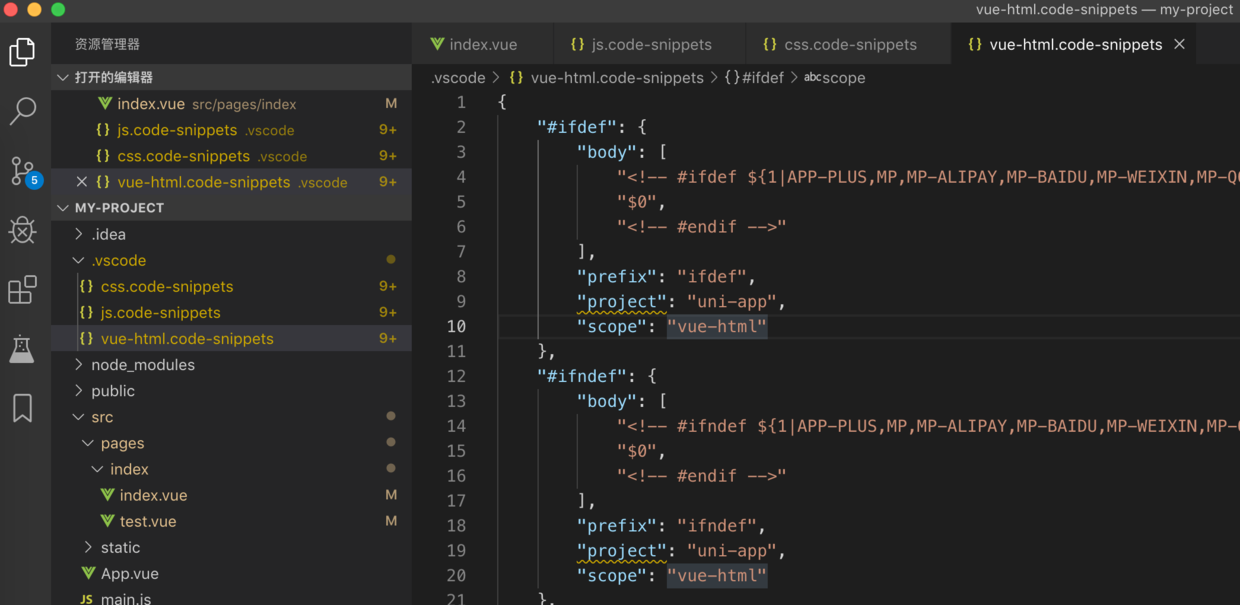 vue-html.code-snippets — my-project
资源管理器
打开的编辑器
index.vue src/pages/index M
js.code-snippets .vscode 9+
css.code-snippets .vscode 9+
vue-html.code-snippets .vscode 9+
5
MY-PROJECT
.idea
.vscode
css.code-snippets 9+
js.code-snippets 9+
vue-html.code-snippets 9+
node_modules
public
src
pages
index
index.vue M
test.vue M
static
App.vue
JS main.js
index.vue {} js.code-snippets {} css.code-snippets {} vue-html.code-snippets ×
.vscode > {} vue-html.code-snippets > {} #ifdef > abc scope
1 {
2 "#ifdef": {
3 "body": [
4 "<!-- #ifdef ${1|APP-PLUS,MP,MP-ALIPAY,MP-BAIDU,MP-WEIXIN,MP-QQ
5 "$0",
6 "<!-- #endif -->"
7 ],
8 "prefix": "ifdef",
9 "project": "uni-app",
10 "scope": "vue-html"
11 },
12 "#ifndef": {
13 "body": [
14 "<!-- #ifndef ${1|APP-PLUS,MP,MP-ALIPAY,MP-BAIDU,MP-WEIXIN,MP-
15 "$0",
16 "<!-- #endif -->"
17 ],
18 "prefix": "ifndef",
19 "project": "uni-app",
20 "scope": "vue-html"
21 },